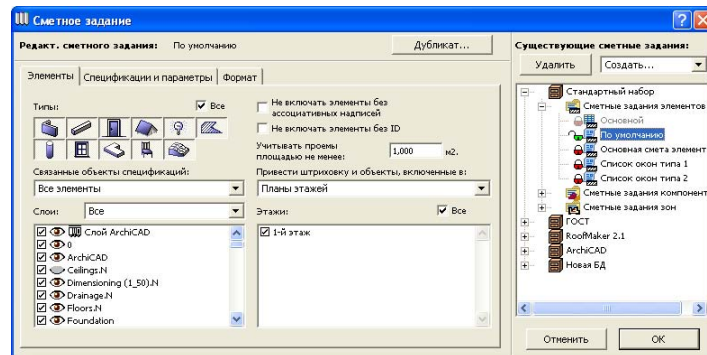 Сметное задание
Редакт. сметного задания: По умолчанию
Дубликат...
Элементы Спецификации и параметры Формат
Типы: Все
Не включать элементы без
ассоциативных надписей
Не включать элементы без ID
Учитывать проемы
площадью не менее: 1,000 м2.
Связанные объекты спецификаций:
Все элементы
Привести штриховку и объекты, включенные в:
Планы этажей
Слои: Все
Этажи: Все
Слой ArchiCAD
0
ArchiCAD
Ceilings.N
Dimensioning (1_50).N
Drainage.N
Floors.N
Foundation
1-й этаж
Существующие сметные задания:
Удалить Создать...
Стандартный набор
Сметные задания элементов
Основной
По умолчанию
Основная смета элемент
Список окон типа 1
Список окон типа 2
Сметные задания компонент
Сметные задания зон
ГОСТ
RoofMaker 2.1
ArchiCAD
Новая БД
Отменить OK